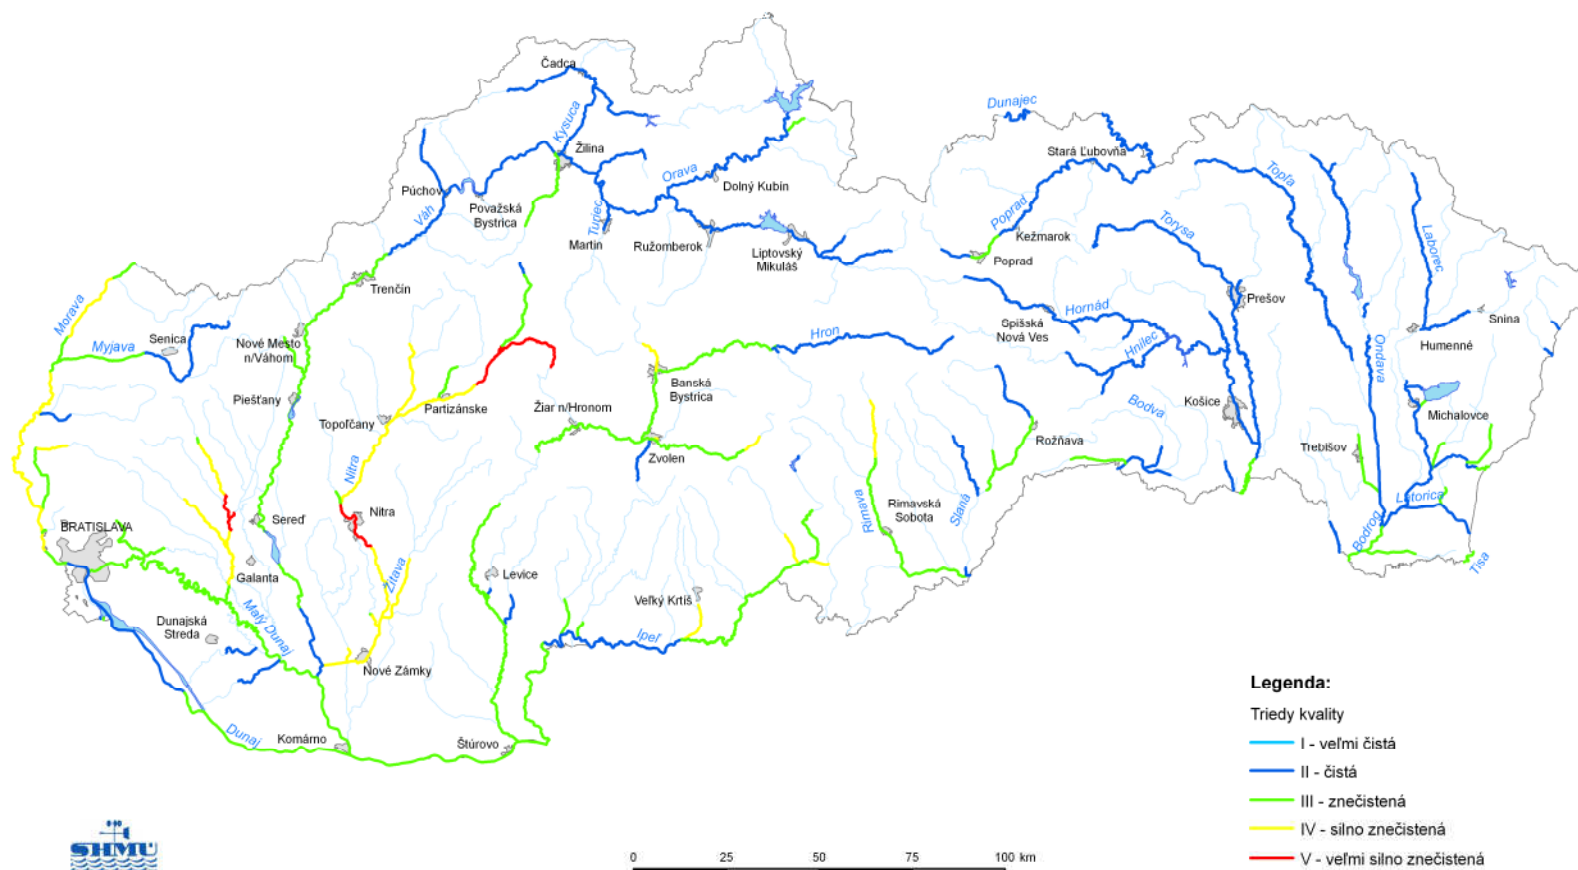 Čadca
Kysuca
Žilina
Dunajec
Stará Ľubovňa
Topľa
Orava
Dolný Kubín
Púchov
Považská
Bystrica
Váh
Turiec
Martin
Ružomberok
Liptovský
Mikuláš
Poprad
Kežmarok
Poprad
Torysa
Laborec
Trenčín
Morava
Myjava
Senica
Nové Mesto
n/Váhom
Hron
Spišská
Nová Ves
Hornád
Hnilec
Prešov
Snina
Humenné
Ondava
Piešťany
Topoľčany
Partizánske
Banská
Bystrica
Žiar n/Hronom
Bodva
Košice
Michalovce
Zvolen
Rožňava
Trebišov
Nitra
Nitra
Sereď
BRATISLAVA
Rimava
Rimavská
Sobota
Slaná
Latorica
Bodrog
Tisa
Galanta
Žitava
Levice
Veľký Krtíš
Dunajská
Streda
Malý Dunaj
Ipeľ
Nové Zámky
Dunaj
Komárno
Štúrovo
Legenda:
Triedy kvality
I - veľmi čistá
II - čistá
III - znečistená
IV - silno znečistená
V - veľmi silno znečistená
SHMÚ
0 25 50 75 100 km